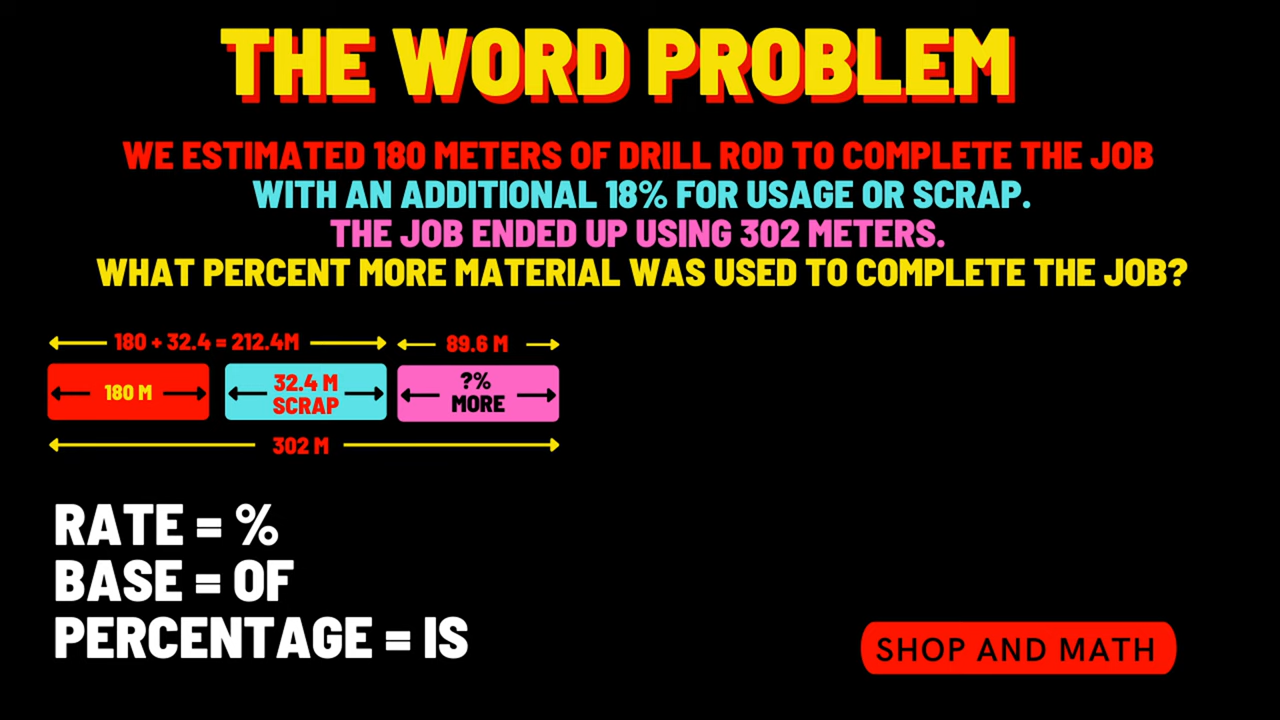 THE WORD PROBLEM
WE ESTIMATED 180 METERS OF DRILL ROD TO COMPLETE THE JOB
WITH AN ADDITIONAL 18% FOR USAGE OR SCRAP.
THE JOB ENDED UP USING 302 METERS.
WHAT PERCENT MORE MATERIAL WAS USED TO COMPLETE THE JOB?
180 + 32.4 = 212.4M
89.6 M
180 M
32.4 M
SCRAP
?%
MORE
302 M
RATE = %
BASE = OF
PERCENTAGE = IS
SHOP AND MATH